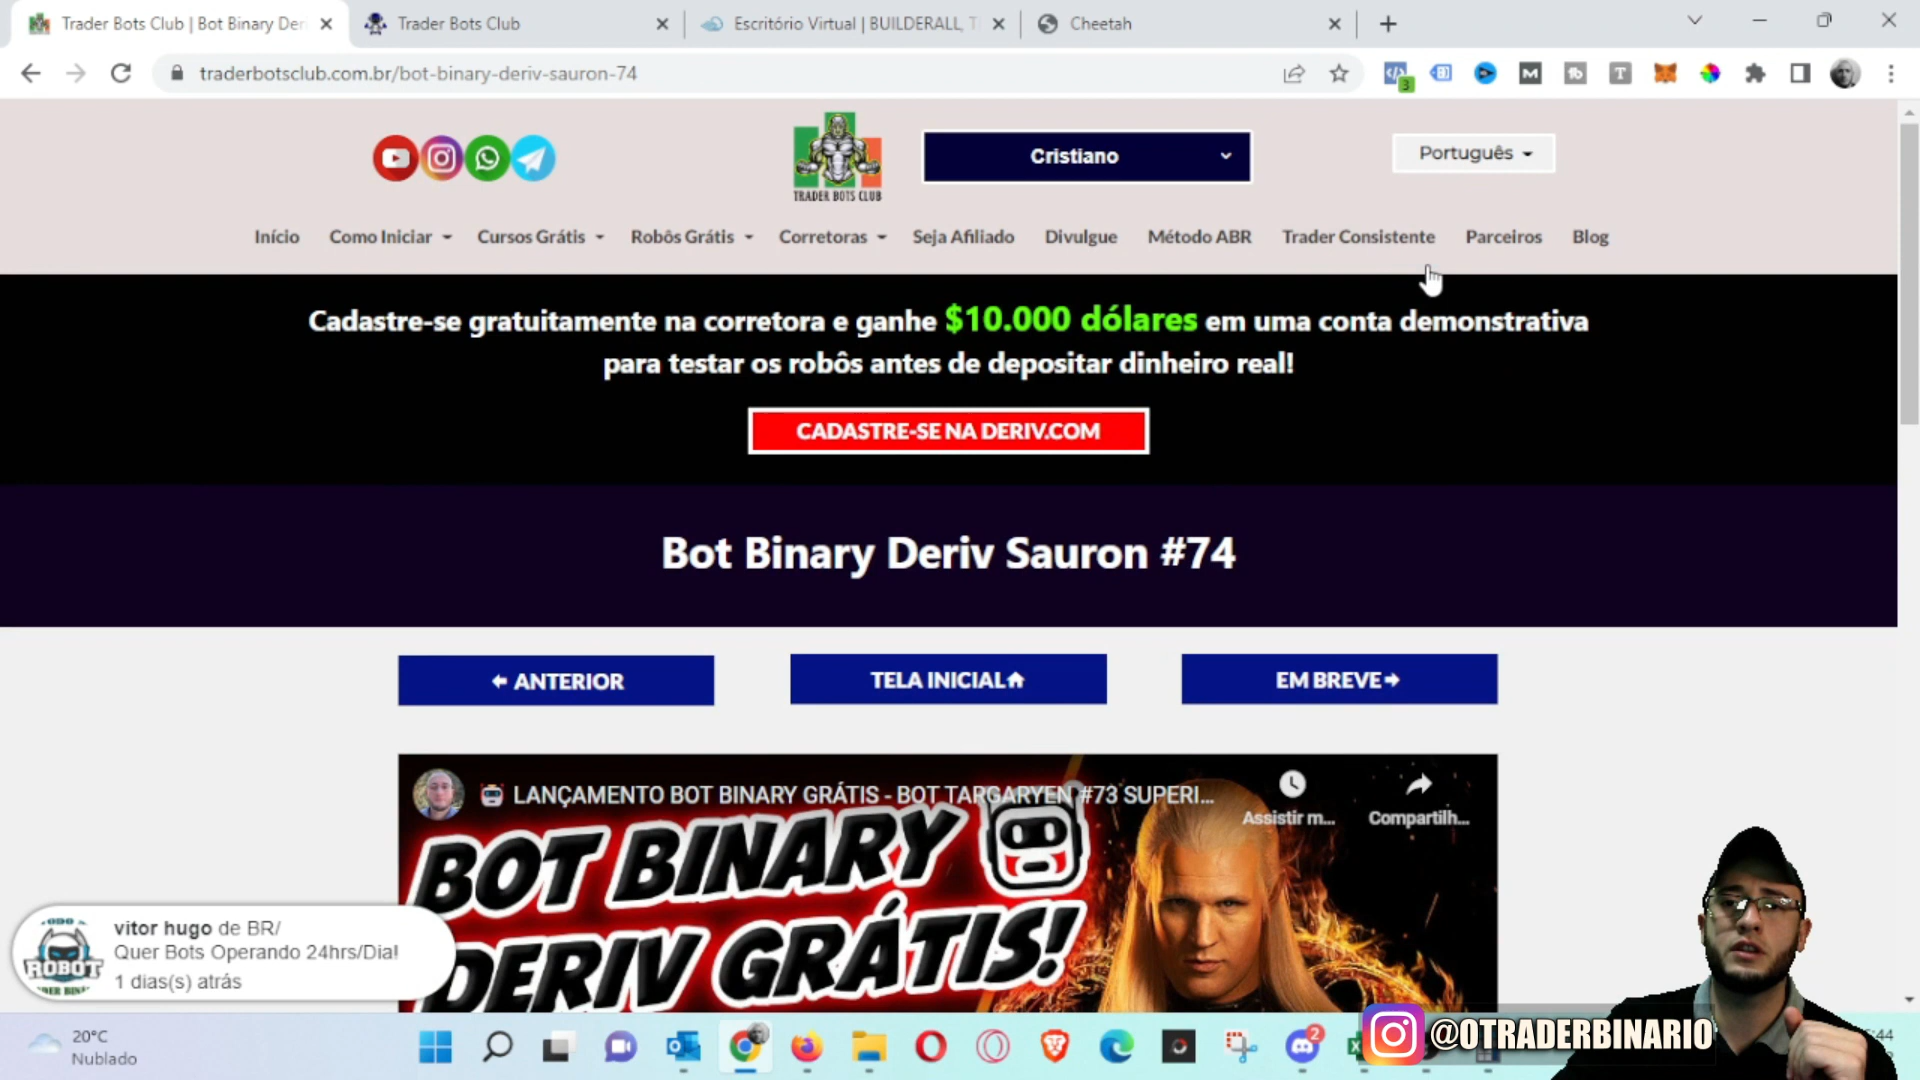 Trader Bots Club | Bot Binary Der
Trader Bots Club
Escritório Virtual | BUILDERALL, T
Cheetah
traderbotsclub.com.br/bot-binary-deriv-sauron-74
3
TRADER BOTS CLUB
Cristiano
Português
Início
Como Iniciar
Cursos Grátis
Robôs Grátis
Corretoras
Seja Afiliado
Divulgue
Método ABR
Trader Consistente
Parceiros
Blog
Cadastre-se gratuitamente na corretora e ganhe $10.000 dólares em uma conta demonstrativa
para testar os robôs antes de depositar dinheiro real!
CADASTRE-SE NA DERIV.COM
Bot Binary Deriv Sauron #74
ANTERIOR
TELA INICIAL
EM BREVE
LANÇAMENTO BOT BINARY GRÁTIS - BOT TARGARYEN #73 SUPERI...
Assistir m...
Compartilh...
BOT BINARY
DERIV GRÁTIS!
vitor hugo de BR/
Quer Bots Operando 24hrs/Dia!
1 dias(s) atrás
ROBOT
20°C
Nublado
2
@OTRADERBINARIO